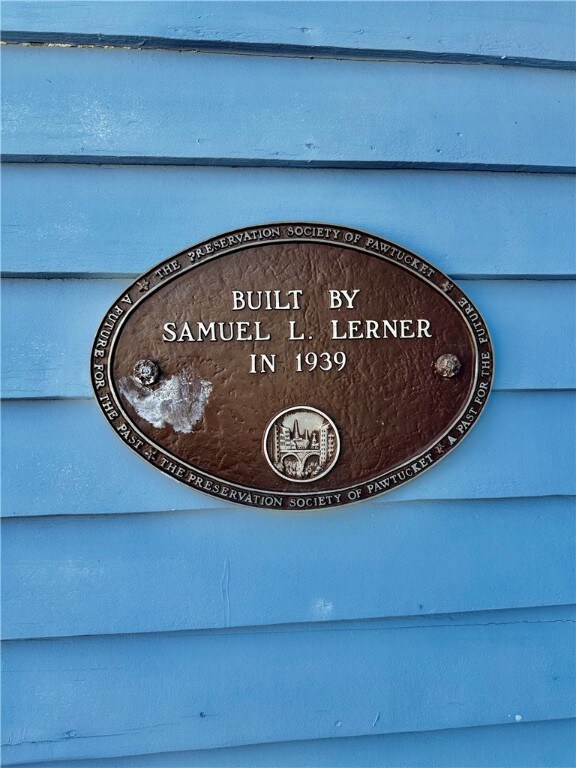 THE PRESERVATION SOCIETY OF PAWTUCKET
A FUTURE FOR THE PAST
A PAST FOR THE FUTURE
BUILT BY
SAMUEL L. LERNER
IN 1939
THE PRESERVATION SOCIETY OF PAWTUCKET